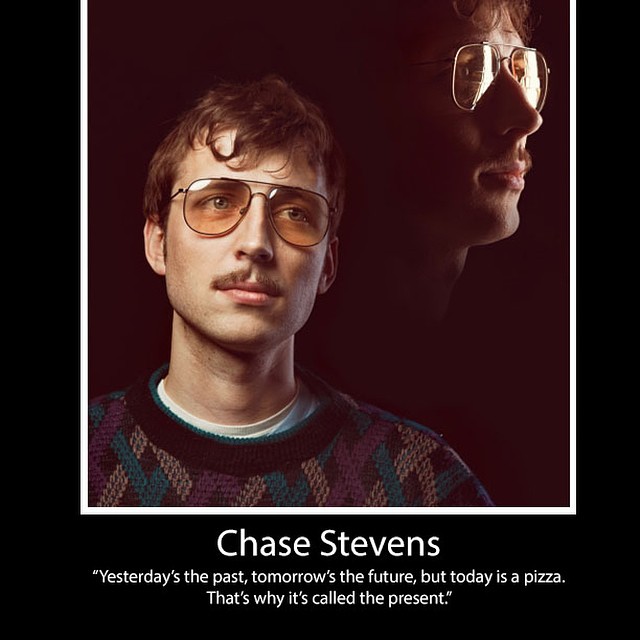 Chase Stevens
“Yesterday’s the past, tomorrow’s the future, but today is a pizza.
That’s why it’s called the present.”